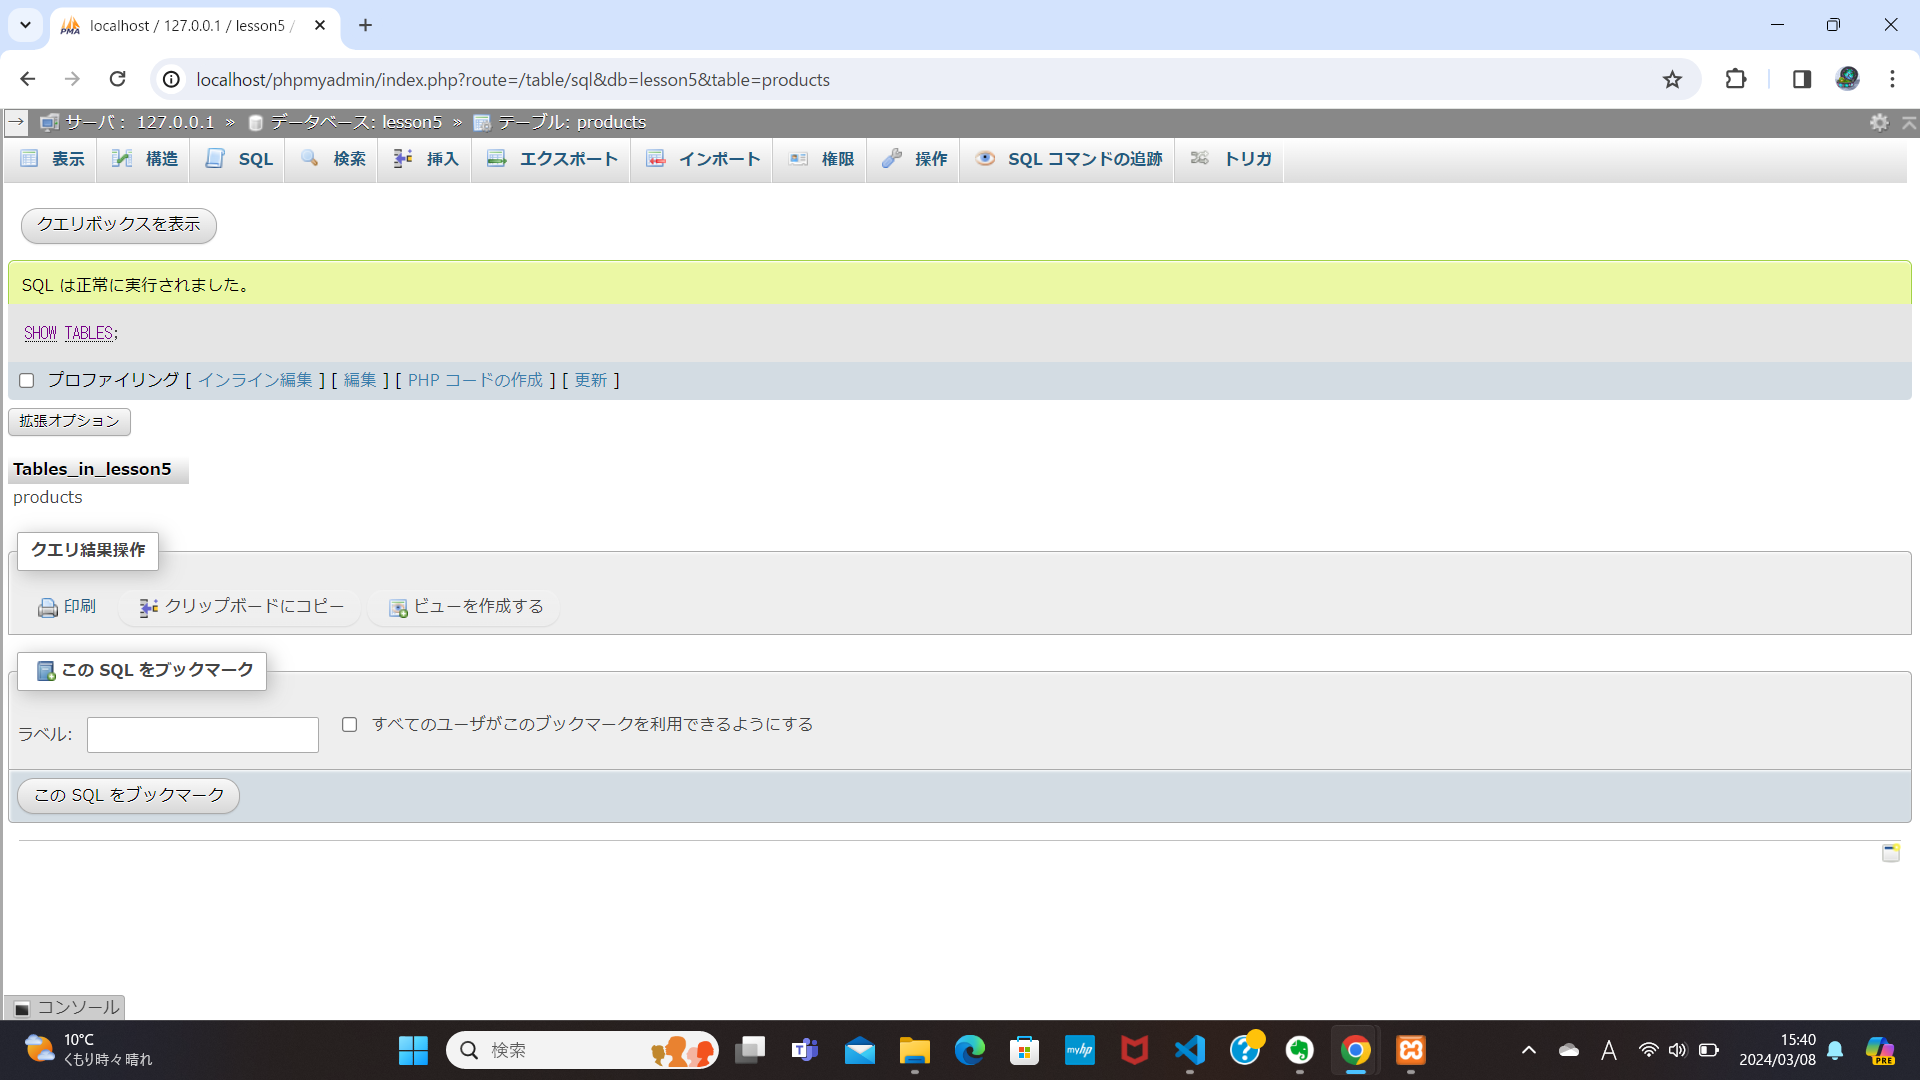 localhost / 127.0.0.1 / lesson5 /
localhost/phpmyadmin/index.php?route=/table/sql&db=lesson5&table=products
サーバ: 127.0.0.1 » データベース: lesson5 » テーブル: products
表示 構造 SQL 検索 挿入 エクスポート インポート 権限 操作 SQL コマンドの追跡 トリガ
クエリボックスを表示
SQL は正常に実行されました。
SHOW TABLES;
プロファイリング [ インライン編集 ] [ 編集 ] [ PHP コードの作成 ] [ 更新 ]
拡張オプション
Tables_in_lesson5
products
クエリ結果操作
印刷 クリップボードにコピー ビューを作成する
この SQL をブックマーク
ラベル: すべてのユーザがこのブックマークを利用できるようにする
この SQL をブックマーク
コンソール
10°C
くもり時々晴れ
検索
myhp
A
15:40
2024/03/08
PRE